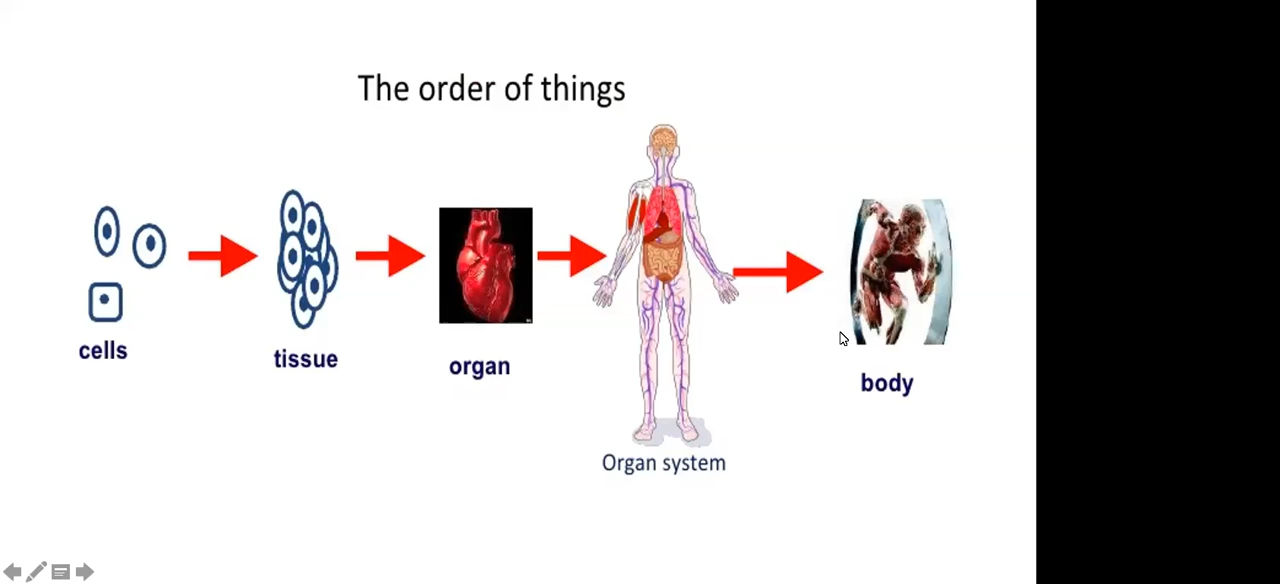 The order of things
cells
tissue
organ
Organ system
body